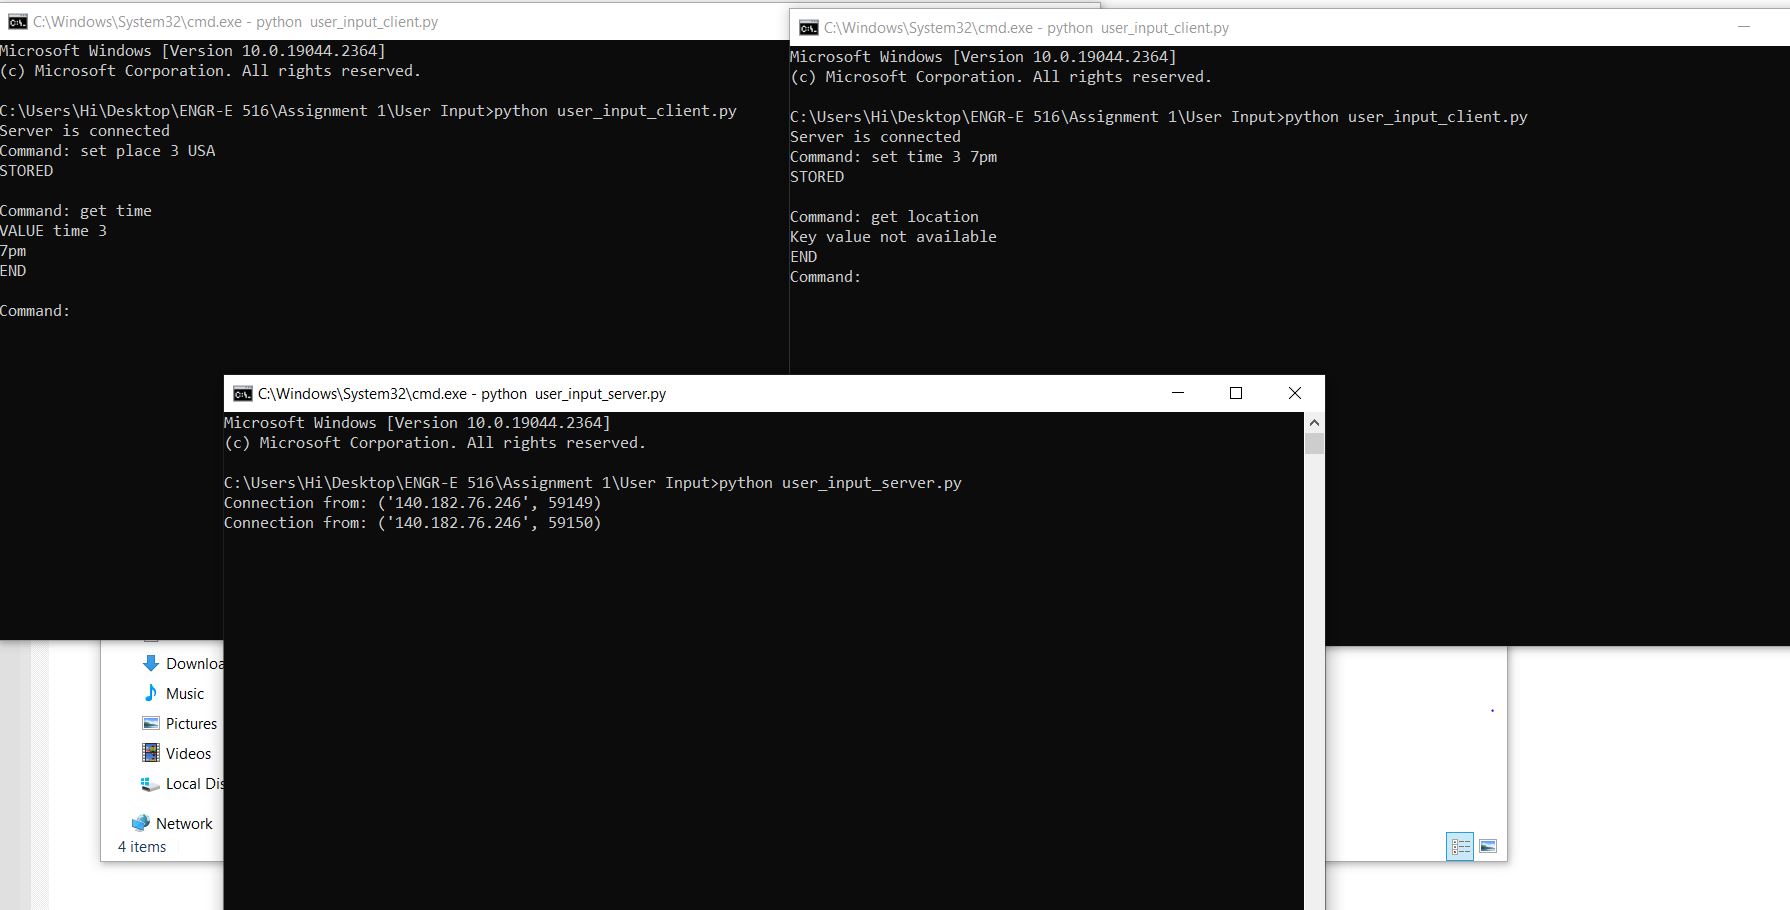 C:\Windows\System32\cmd.exe - python  user_input_client.py
Microsoft Windows [Version 10.0.19044.2364]
(c) Microsoft Corporation. All rights reserved.
C:\Users\Hi\Desktop\ENGR-E 516\Assignment 1\User Input>python user_input_client.py
Server is connected
Command: set place 3 USA
STORED
Command: get time
VALUE time 3
7pm
END
Command:
C:\Windows\System32\cmd.exe - python  user_input_client.py
Microsoft Windows [Version 10.0.19044.2364]
(c) Microsoft Corporation. All rights reserved.
C:\Users\Hi\Desktop\ENGR-E 516\Assignment 1\User Input>python user_input_client.py
Server is connected
Command: set time 3 7pm
STORED
Command: get location
Key value not available
END
Command:
C:\Windows\System32\cmd.exe - python  user_input_server.py
Microsoft Windows [Version 10.0.19044.2364]
(c) Microsoft Corporation. All rights reserved.
C:\Users\Hi\Desktop\ENGR-E 516\Assignment 1\User Input>python user_input_server.py
Connection from: ('140.182.76.246', 59149)
Connection from: ('140.182.76.246', 59150)
Downloa
Music
Pictures
Videos
Local Dis
Network
4 items